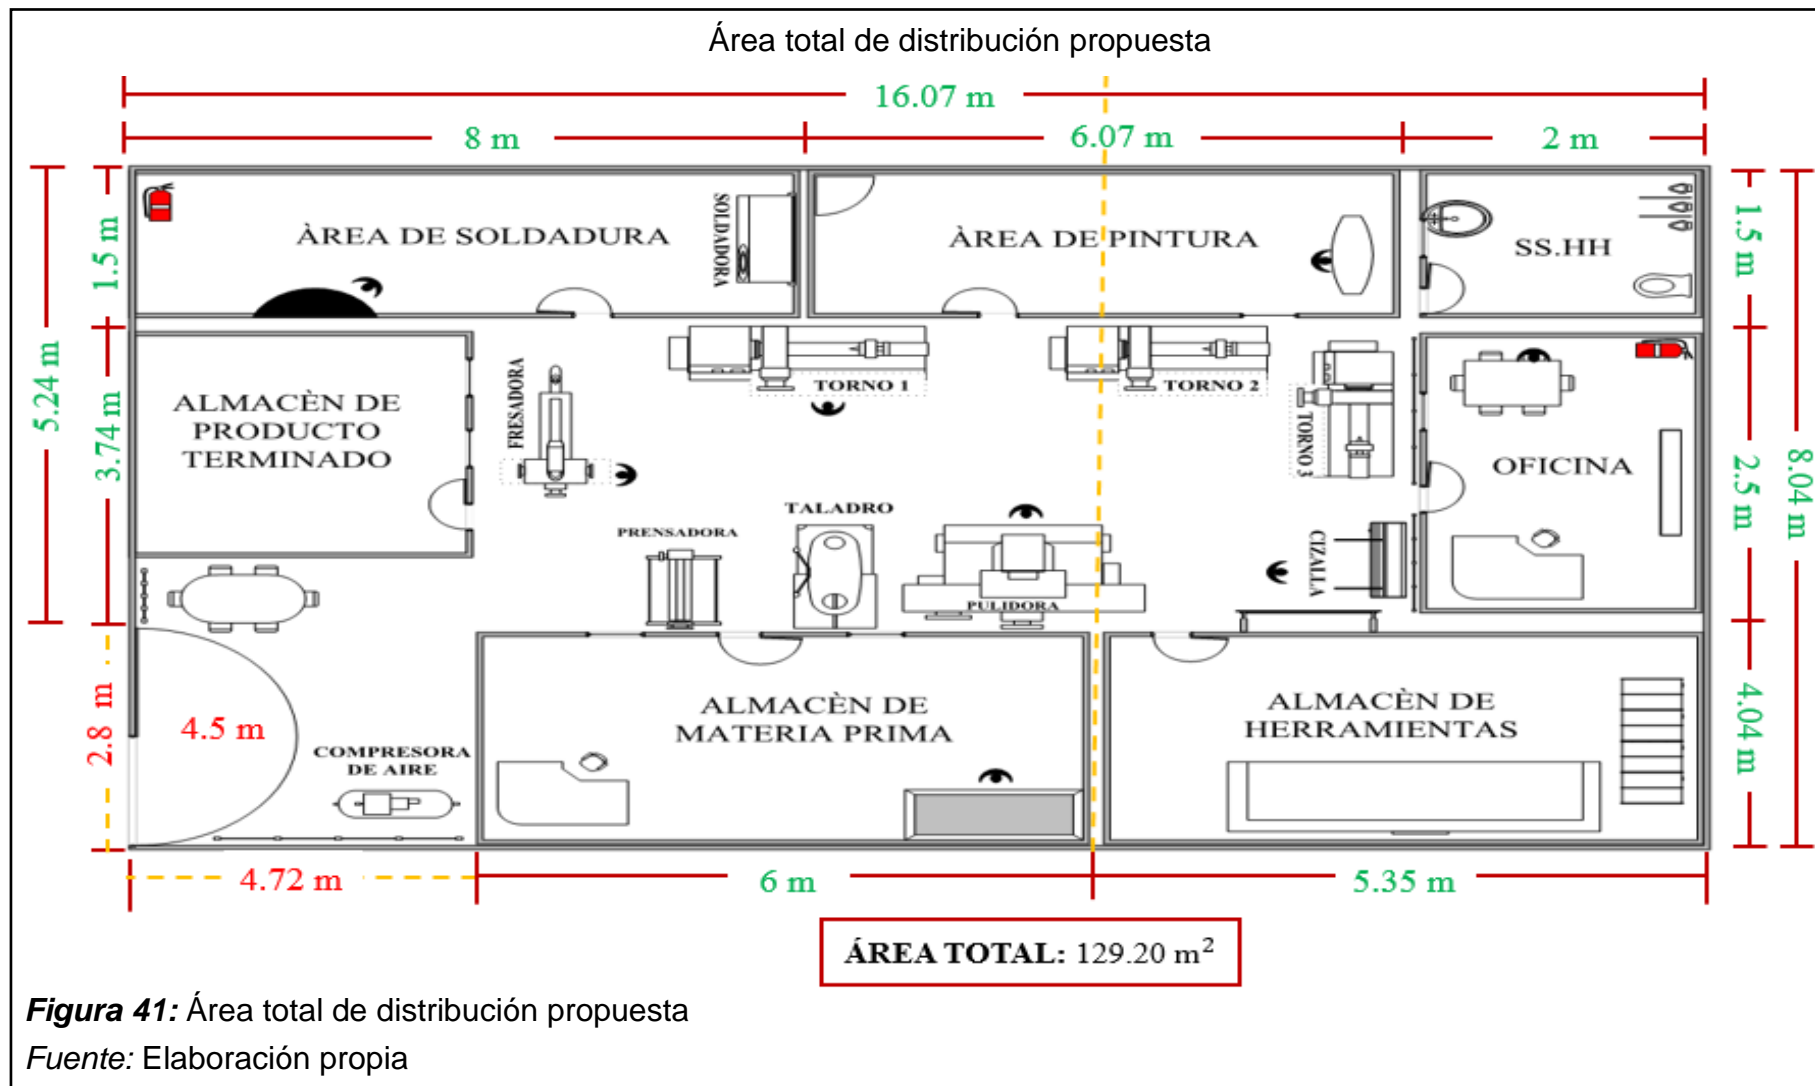 Área total de distribución propuesta
16.07 m
8 m
6.07 m
2 m
5.24 m
1.5 m
3.74 m
2.8 m
ÀREA DE SOLDADURA
SOLDADORA
ÀREA DE PINTURA
SS.HH
1.5 m
2.5 m
4.04 m
8.04 m
ALMACÈN DE
PRODUCTO
TERMINADO
FRESADORA
TORNO 1
TORNO 2
TORNO 3
OFICINA
PRENSADORA
TALADRO
PULIDORA
CIZALLA
4.5 m
COMPRESORA
DE AIRE
ALMACÈN DE
MATERIA PRIMA
ALMACÈN DE
HERRAMIENTAS
4.72 m
6 m
5.35 m
ÁREA TOTAL: 129.20 m²
Figura 41: Área total de distribución propuesta
Fuente: Elaboración propia